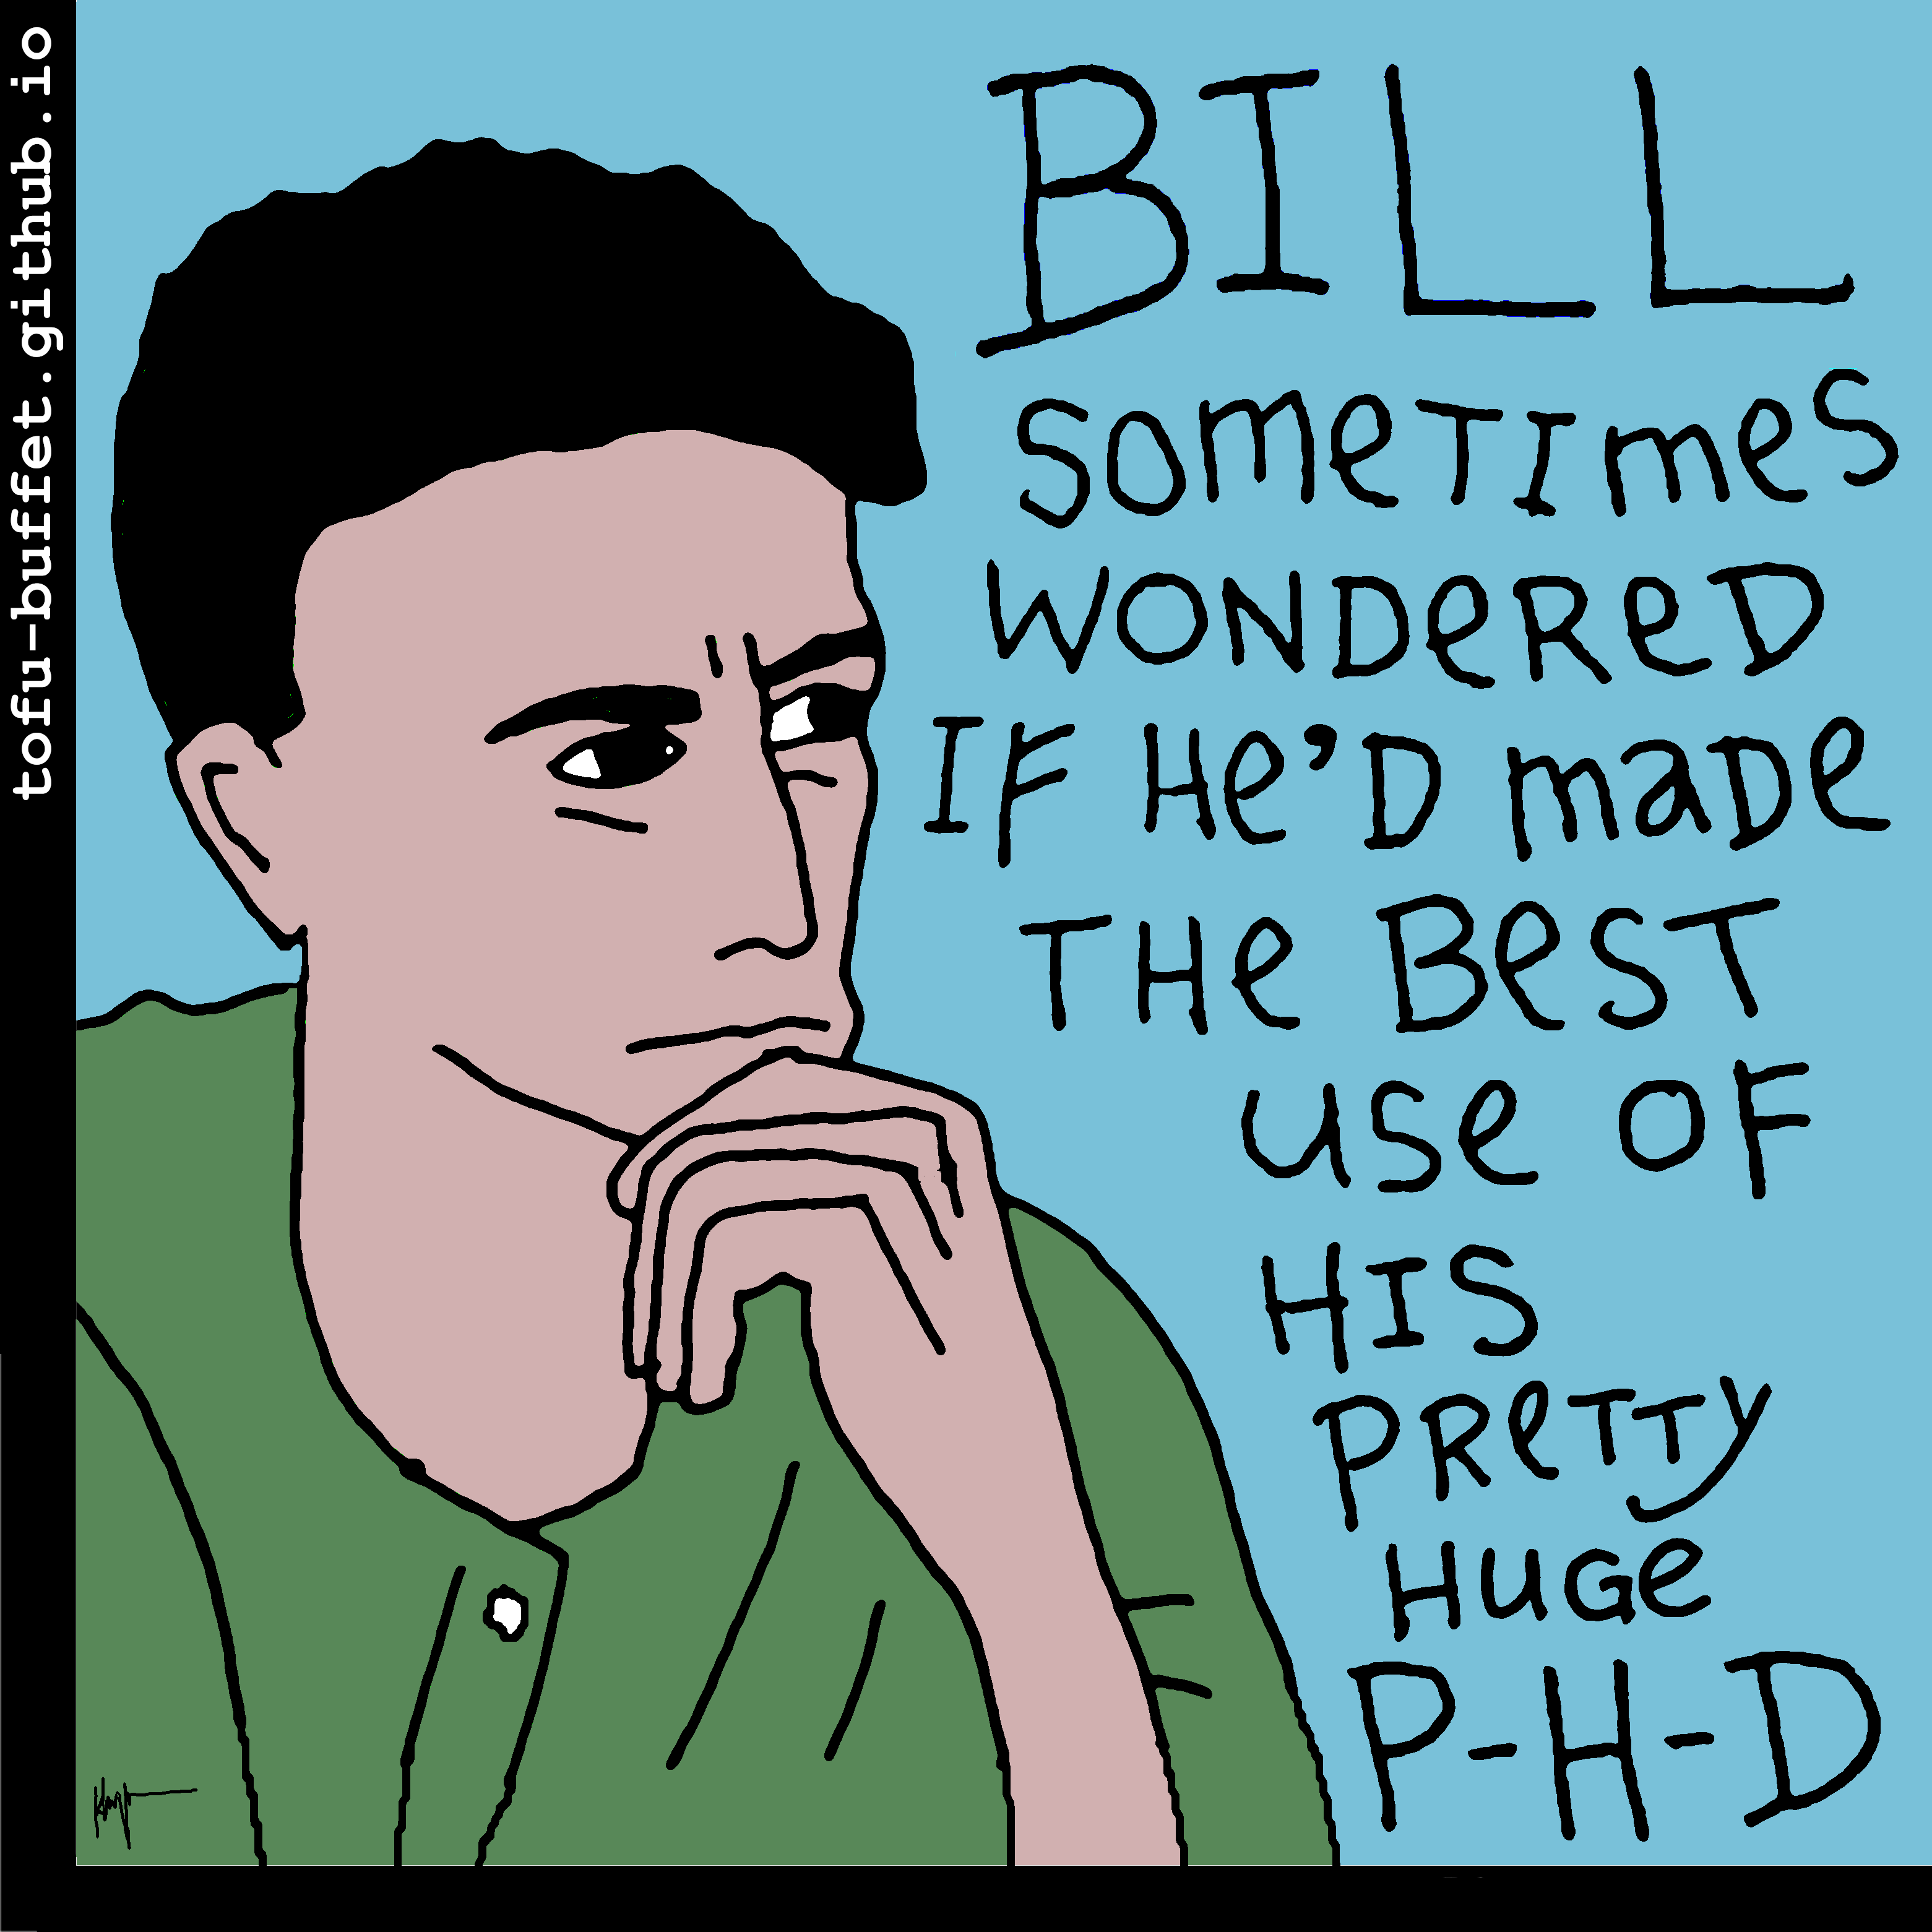 BILL
SOMETIMES
WONDERED
IF HE'D MADE
THE BEST
USE OF
HIS
PRETTY
HUGE
P-H-D
tofu-buffet.github.io